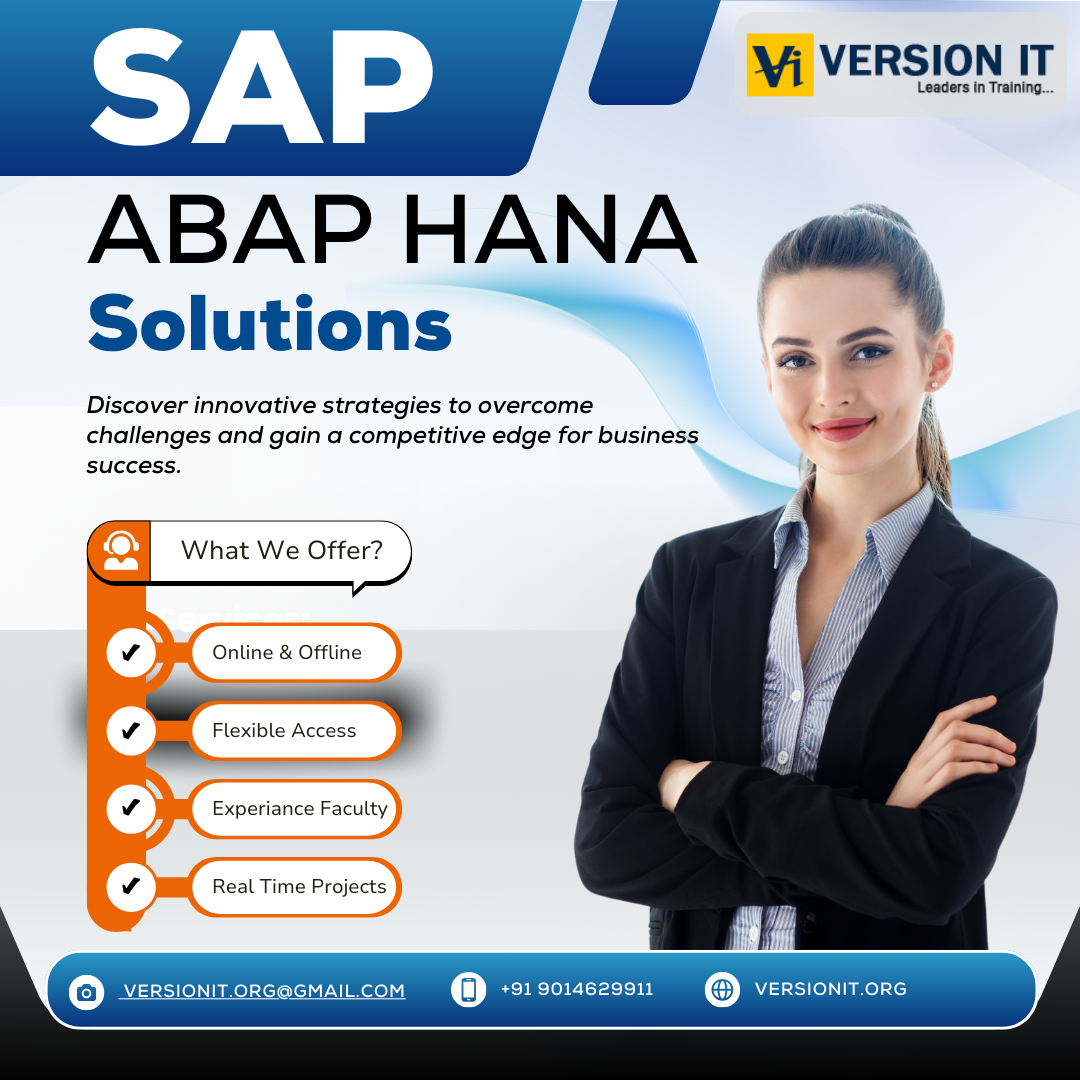 SAP
Vi VERSION IT
Leaders in Training...
ABAP HANA
Solutions
Discover innovative strategies to overcome
challenges and gain a competitive edge for business
success.
What We Offer?
Services:
Online & Offline
Flexible Access
Experiance Faculty
Real Time Projects
VERSIONIT.ORG@GMAIL.COM
+91 9014629911
VERSIONIT.ORG